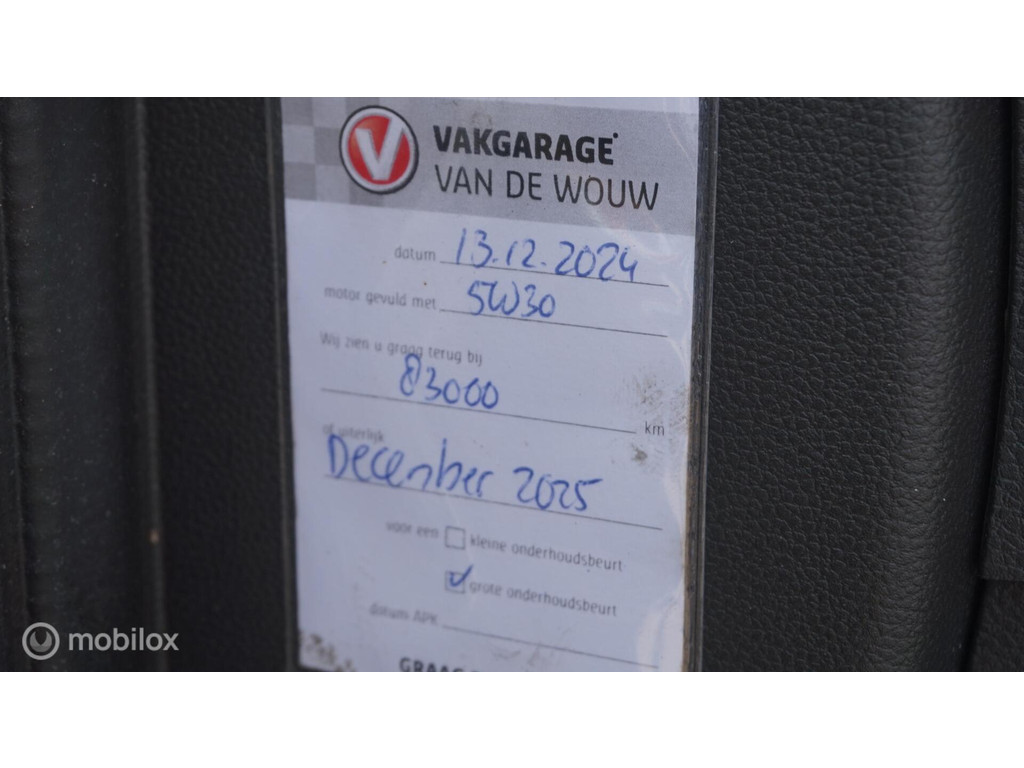 V VAKGARAGE
VAN DE WOUW
datum 13.12.2024
motor gevuld met 5W30
Wij zien u graag terug bij
83000 km
of uiterlijk
December 2025
voor een kleine onderhoudsbeurt
grote onderhoudsbeurt
datum APK
mobilox